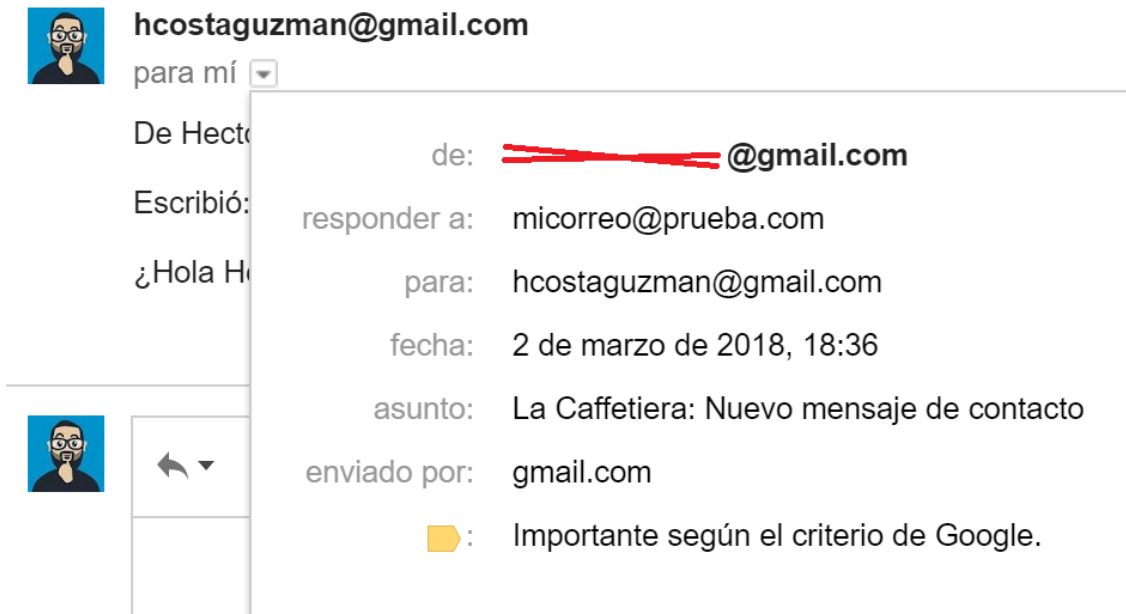 hcostaguzman@gmail.com
para mí
De Hect
Escribió:
¿Hola H
de: @gmail.com
responder a: micorreo@prueba.com
para: hcostaguzman@gmail.com
fecha: 2 de marzo de 2018, 18:36
asunto: La Caffetiera: Nuevo mensaje de contacto
enviado por: gmail.com
: Importante según el criterio de Google.